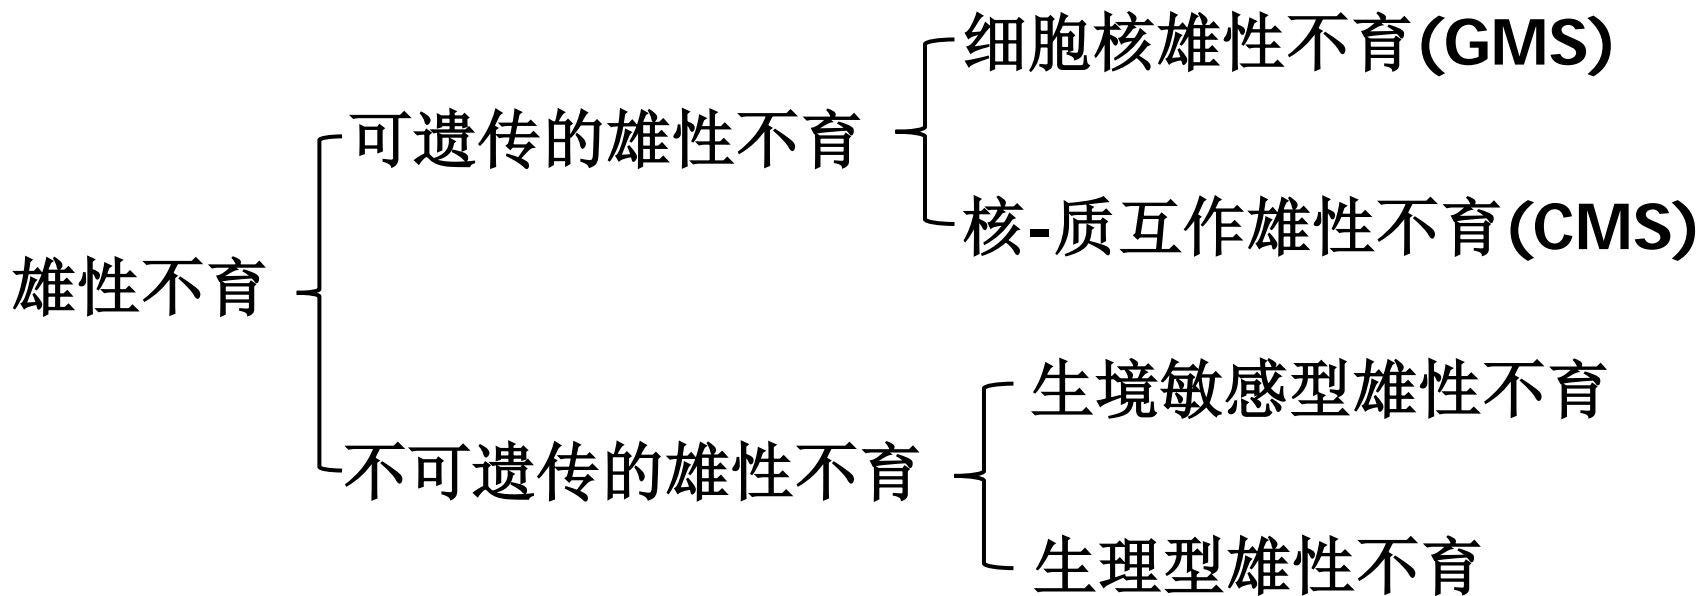 细胞核雄性不育(GMS)
可遗传的雄性不育
核-质互作雄性不育(CMS)
雄性不育
生境敏感型雄性不育
不可遗传的雄性不育
生理型雄性不育